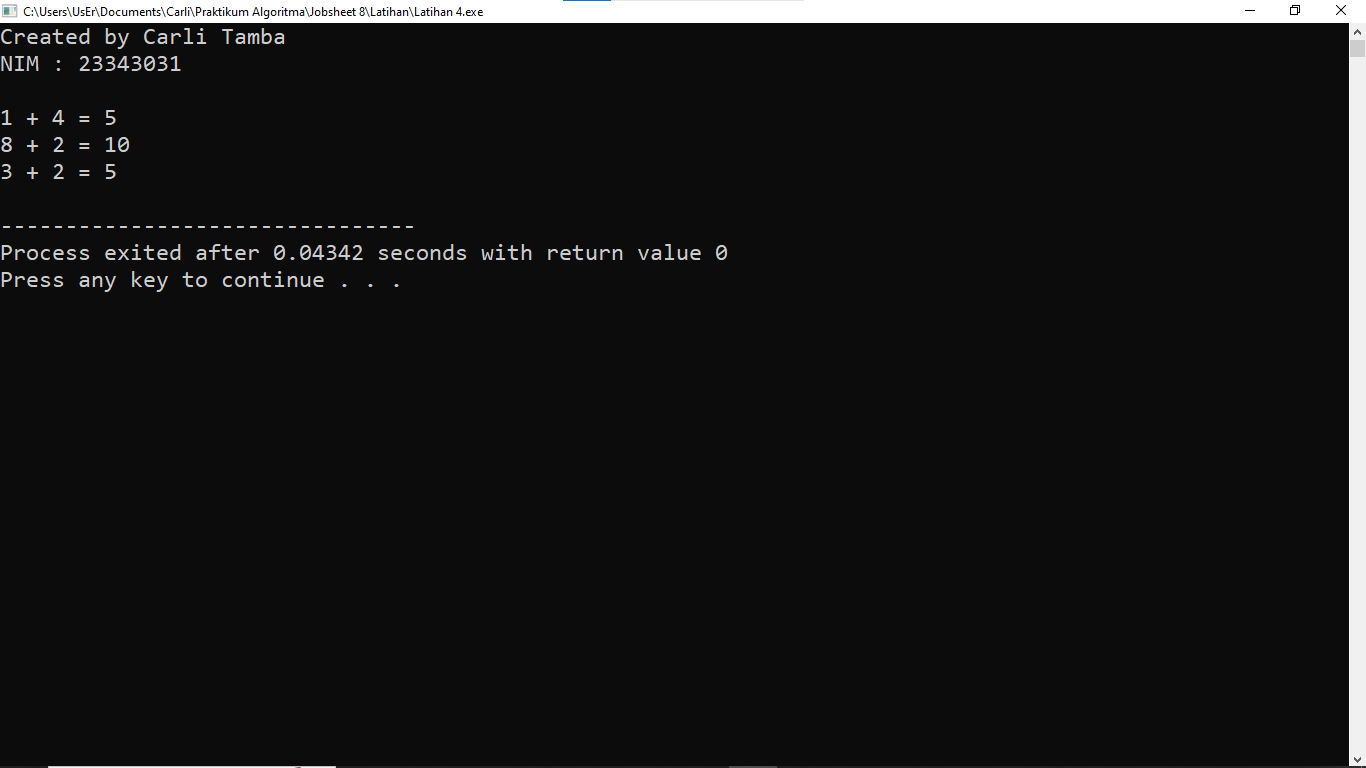 C:\Users\UsEr\Documents\Carli\Praktikum Algoritma\Jobsheet 8\Latihan\Latihan 4.exe
Created by Carli Tamba
NIM : 23343031
1 + 4 = 5
8 + 2 = 10
3 + 2 = 5
--------------------------------
Process exited after 0.04342 seconds with return value 0
Press any key to continue . . .